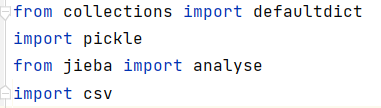 from collections import defaultdict
import pickle
from jieba import analyse
import csv